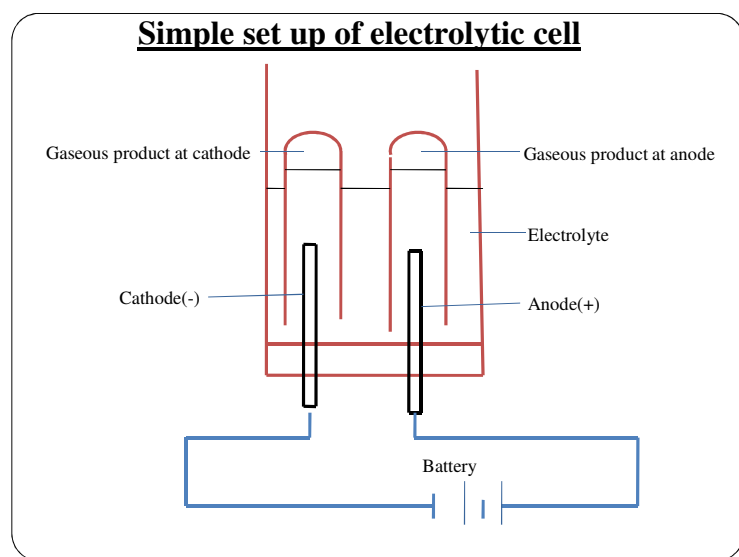 Simple set up of electrolytic cell
Gaseous product at cathode
Gaseous product at anode
Electrolyte
Cathode(-)
Anode(+)
Battery